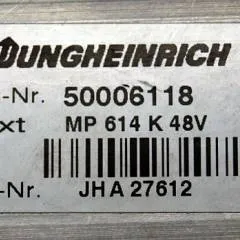 JUNGHEINRICH
-Nr. 50006118
xt MP 614 K 48V
-Nr. JHA 27612